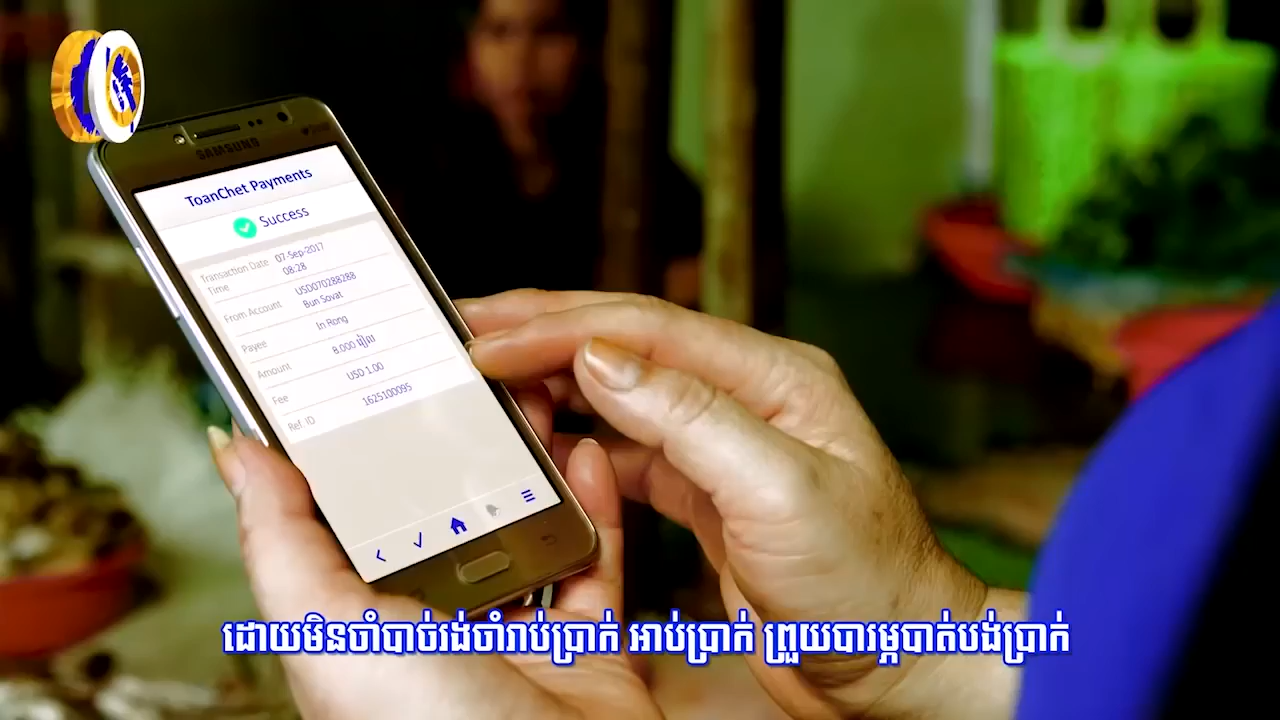 SAMSUNG
ToanChet Payments
Success
Transaction Date Time 07-Sep-2017 08:28
From Account USD070288288 Bun Sovat
Payee In Rong
Amount 8.000 រៀល
Fee USD 1.00
Ref. ID 1625100095
ដោយមិនចាំបាច់រង់ចាំរាប់ប្រាក់ អាប់ប្រាក់ ព្រួយបារម្ភបាត់បង់ប្រាក់